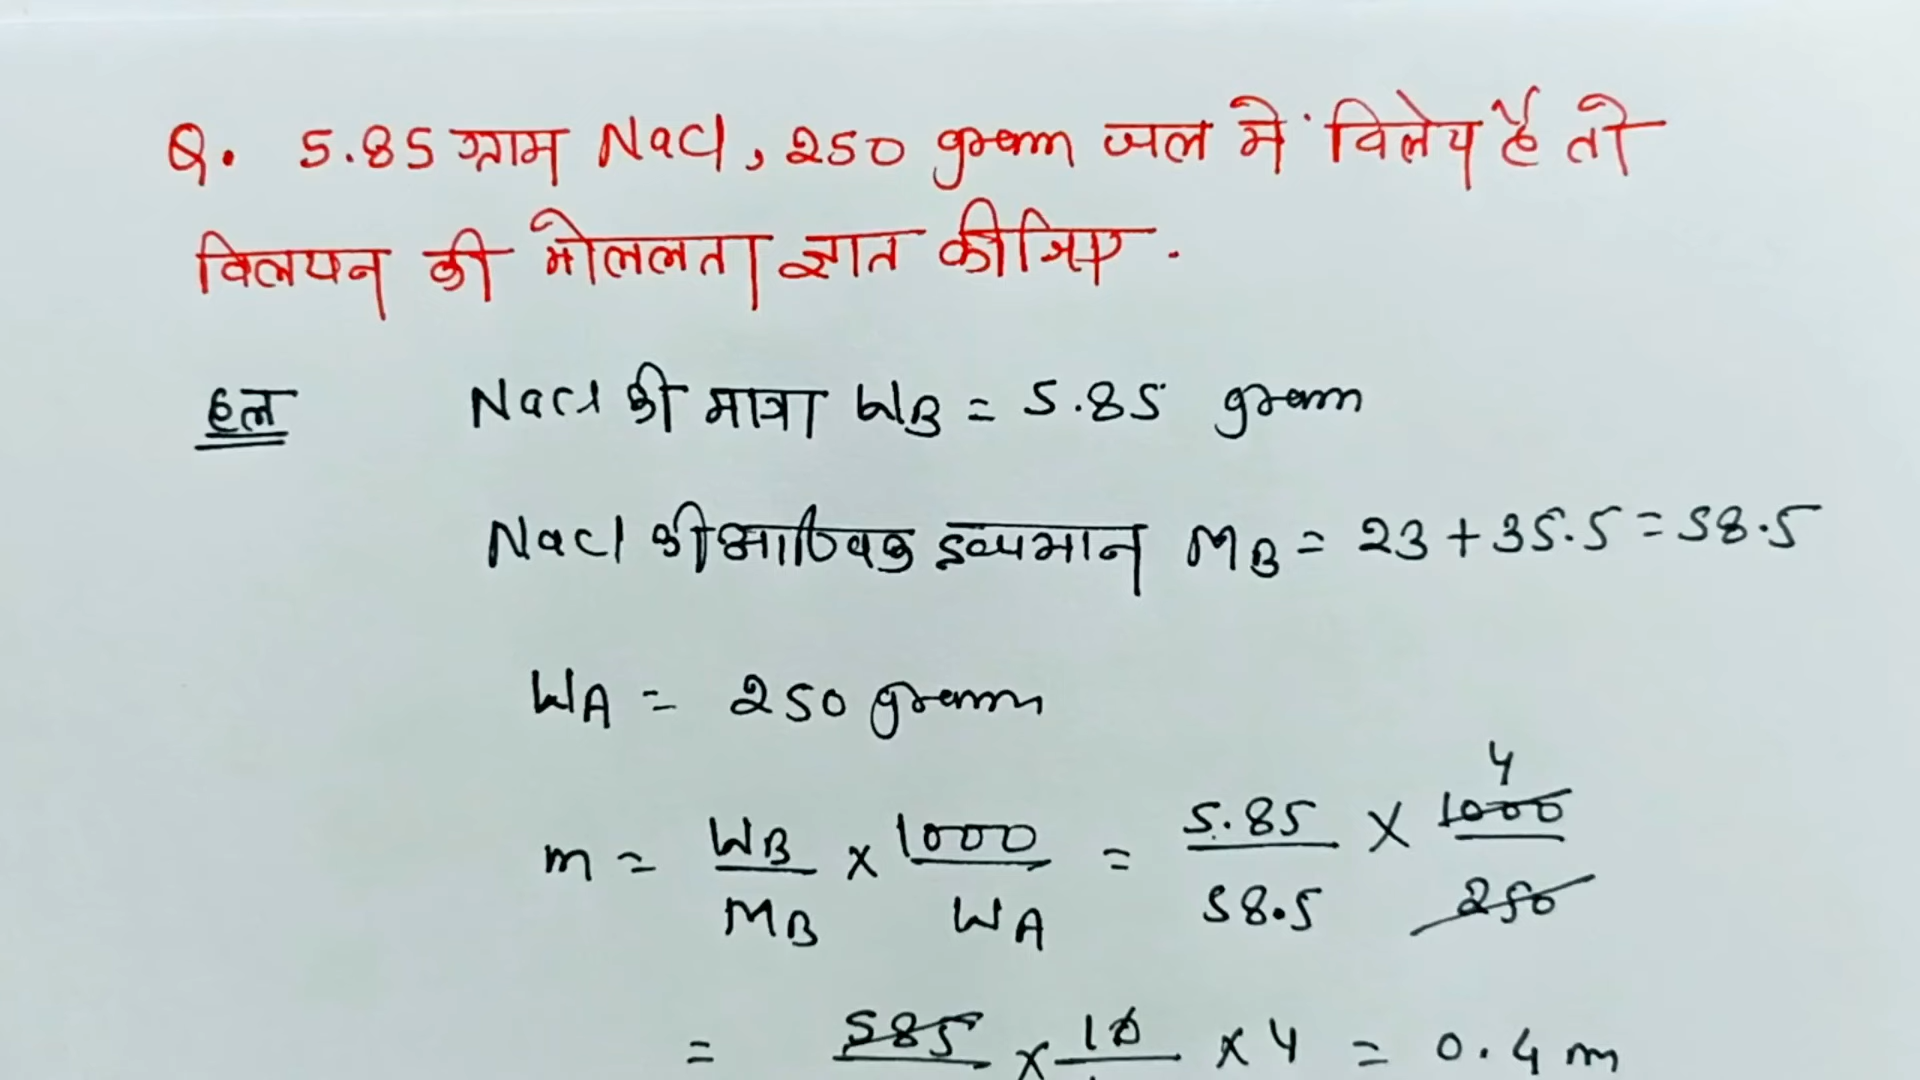 Q. 5.85 ग्राम NaCl, 250 gram जल में विलेय है तो
विलयन की मोललता ज्ञात कीजिए.
हल NaCl की मात्रा WB = 5.85 gram
NaCl की आण्विक द्रव्यमान MB = 23 + 35.5 = 58.5
WA = 250 gram
m = WB/MB × 1000/WA = 5.85/58.5 × 1000/250 4
= 585 × 10 × 4 = 0.4 m